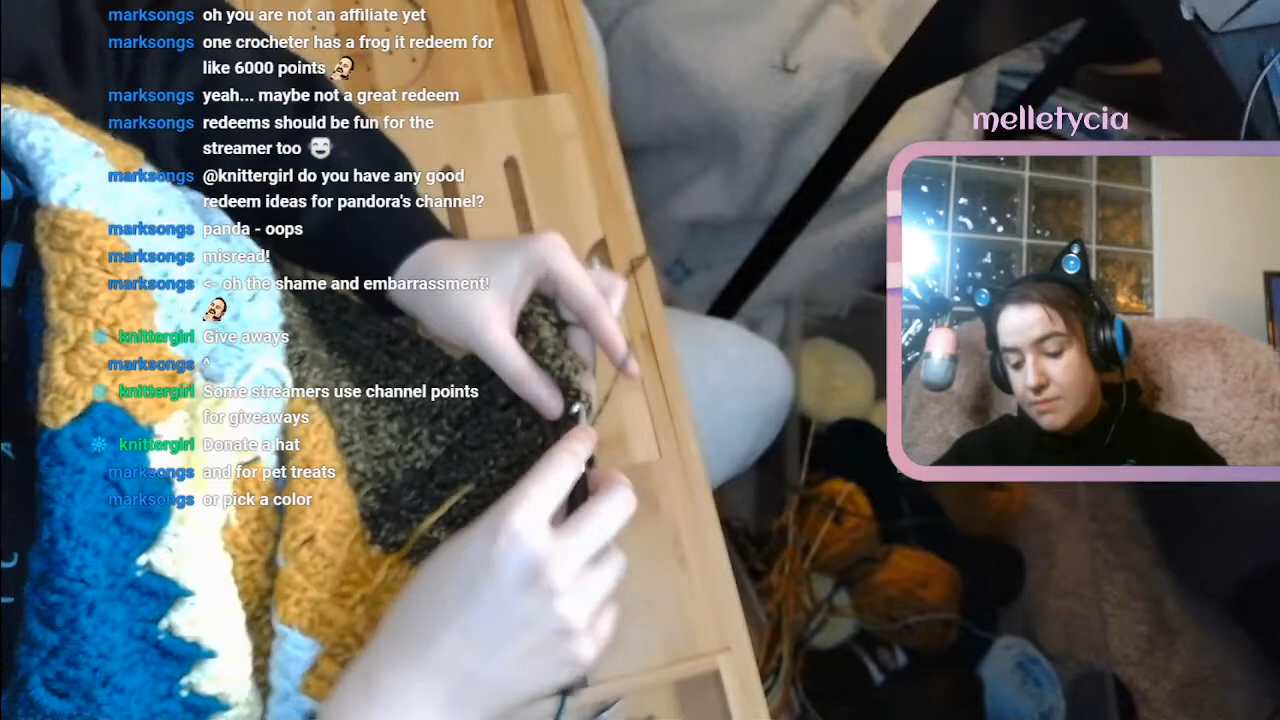 marksongs oh you are not an affiliate yet
marksongs one crocheter has a frog it redeem for
like 6000 points
marksongs yeah... maybe not a great redeem
marksongs redeems should be fun for the
streamer too
marksongs @knittergirl do you have any good
redeem ideas for pandora's channel?
marksongs panda - oops
marksongs misread!
marksongs <- oh the shame and embarrassment!
knittergirl Give aways
marksongs ^
knittergirl Some streamers use channel points
for giveaways
knittergirl Donate a hat
marksongs and for pet treats
marksongs or pick a color
melletycia